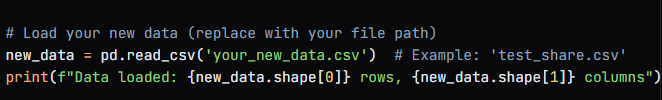 # Load your new data (replace with your file path)
new_data = pd.read_csv('your_new_data.csv')  # Example: 'test_share.csv'
print(f"Data loaded: {new_data.shape[0]} rows, {new_data.shape[1]} columns")